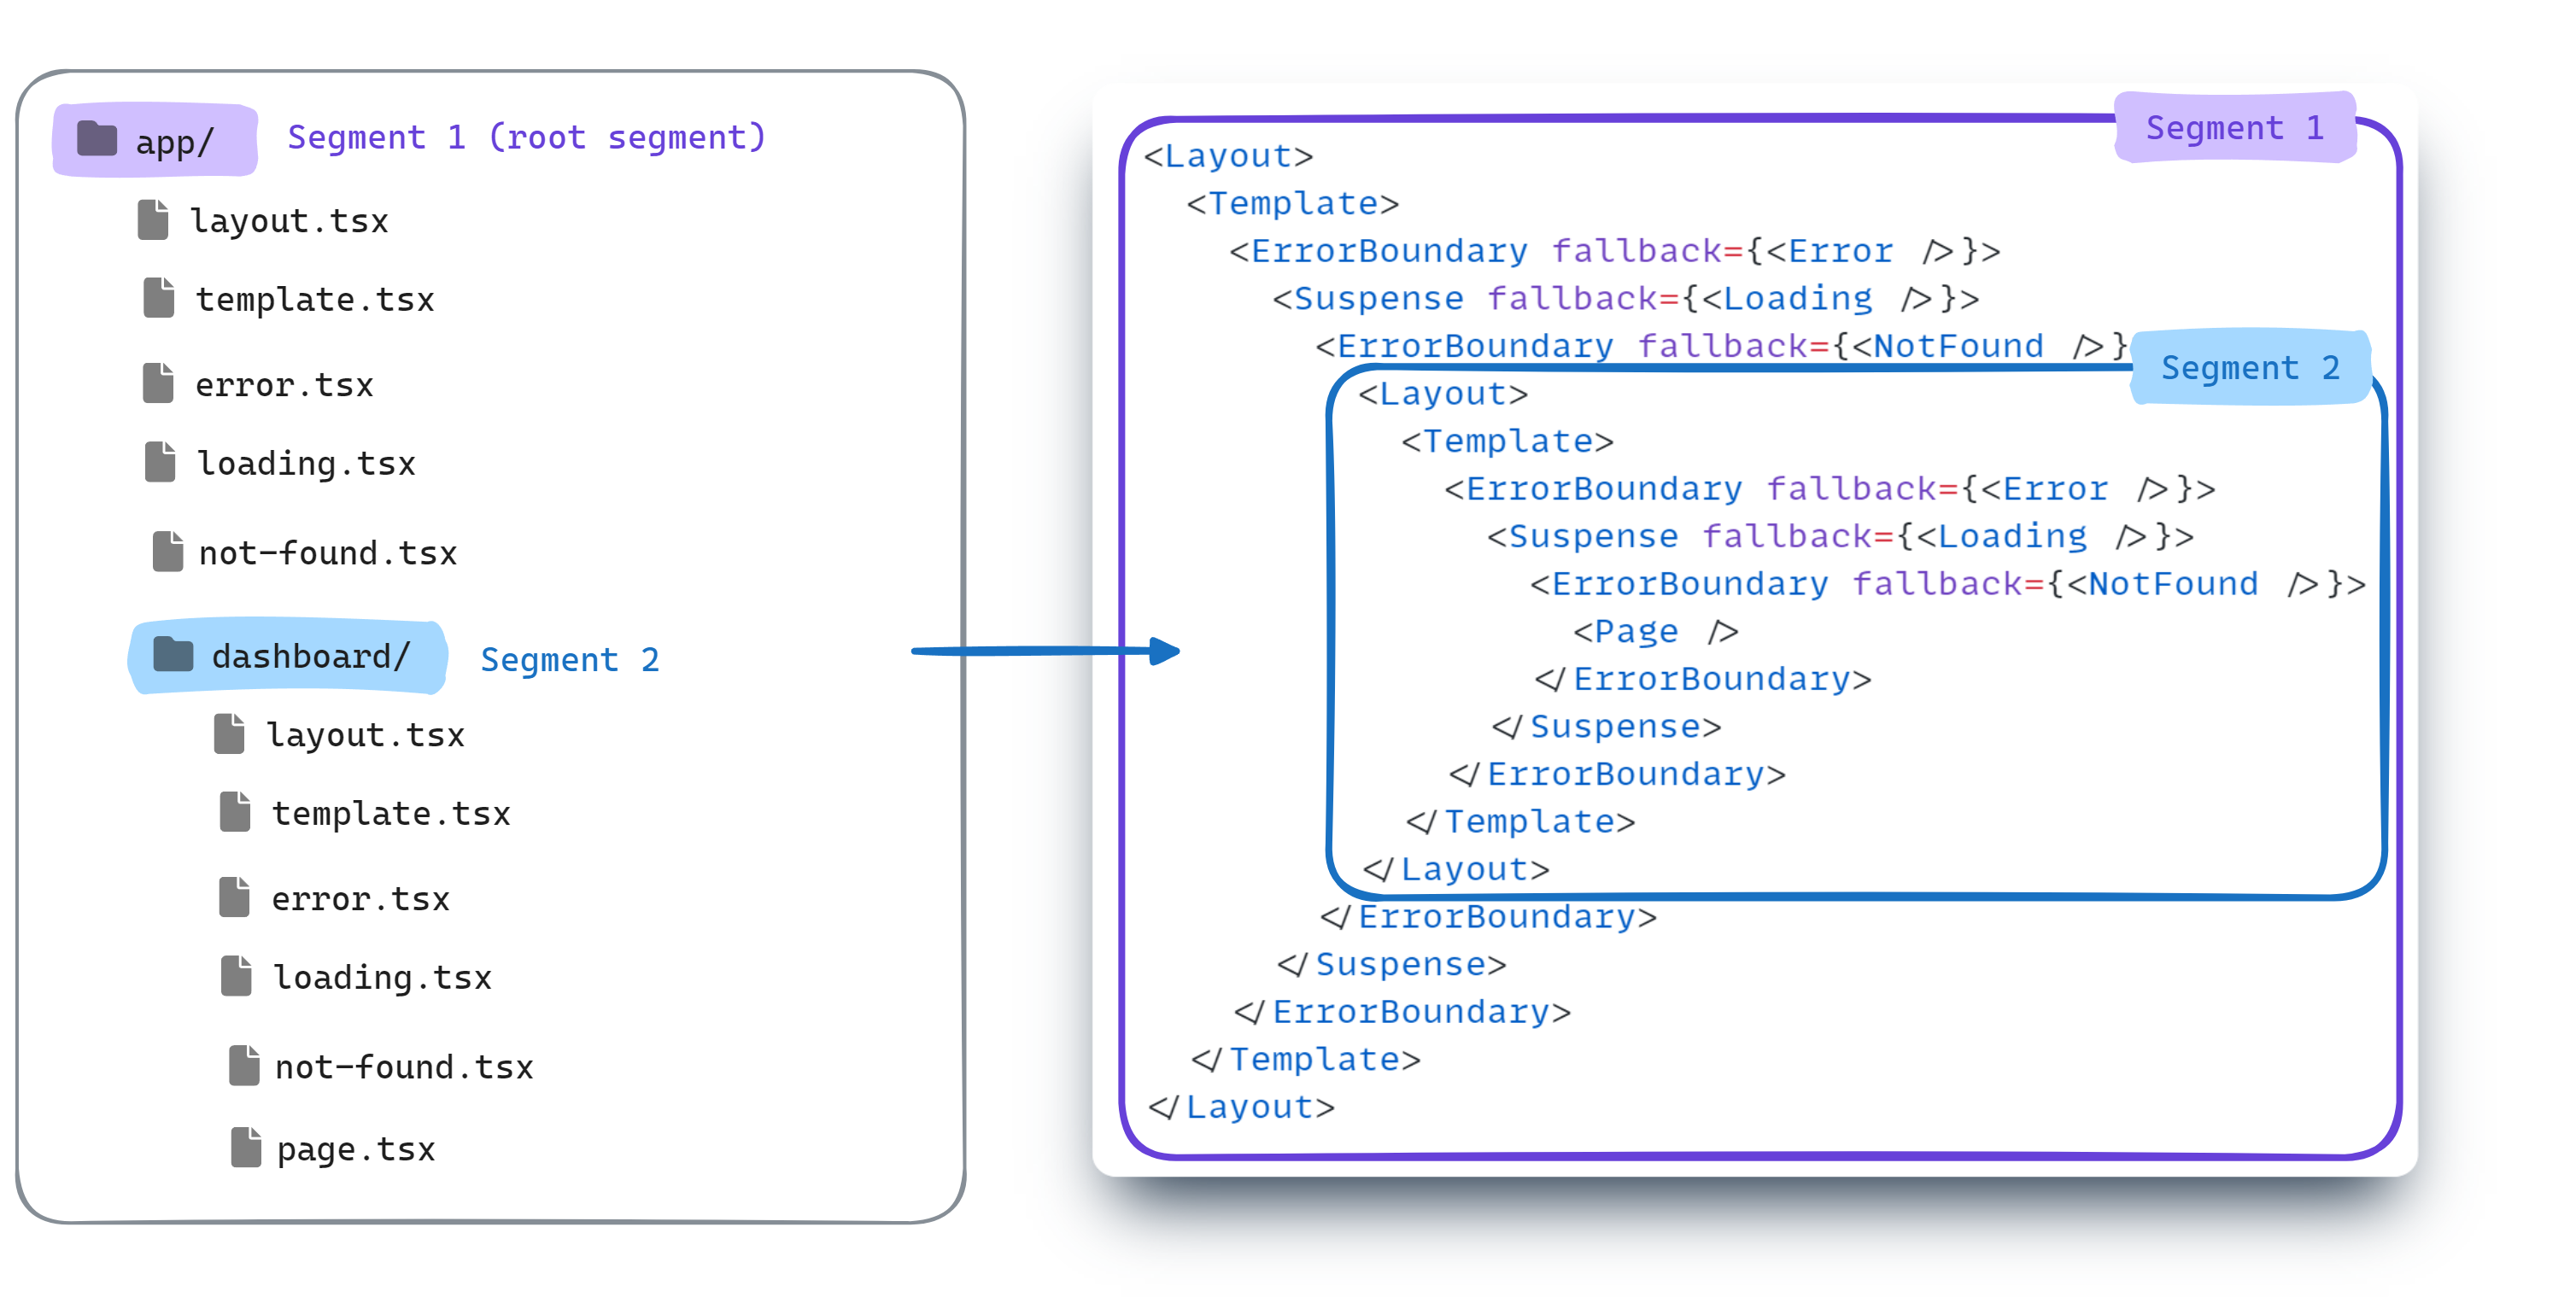 app/ Segment 1 (root segment)
layout.tsx
template.tsx
error.tsx
loading.tsx
not-found.tsx
dashboard/ Segment 2
layout.tsx
template.tsx
error.tsx
loading.tsx
not-found.tsx
page.tsx
Segment 1
<Layout>
<Template>
<ErrorBoundary fallback={<Error />}>
<Suspense fallback={<Loading />}>
<ErrorBoundary fallback={<NotFound />}
Segment 2
<Layout>
<Template>
<ErrorBoundary fallback={<Error />}>
<Suspense fallback={<Loading />}>
<ErrorBoundary fallback={<NotFound />}>
<Page />
</ErrorBoundary>
</Suspense>
</ErrorBoundary>
</Template>
</Layout>
</ErrorBoundary>
</Suspense>
</ErrorBoundary>
</Template>
</Layout>